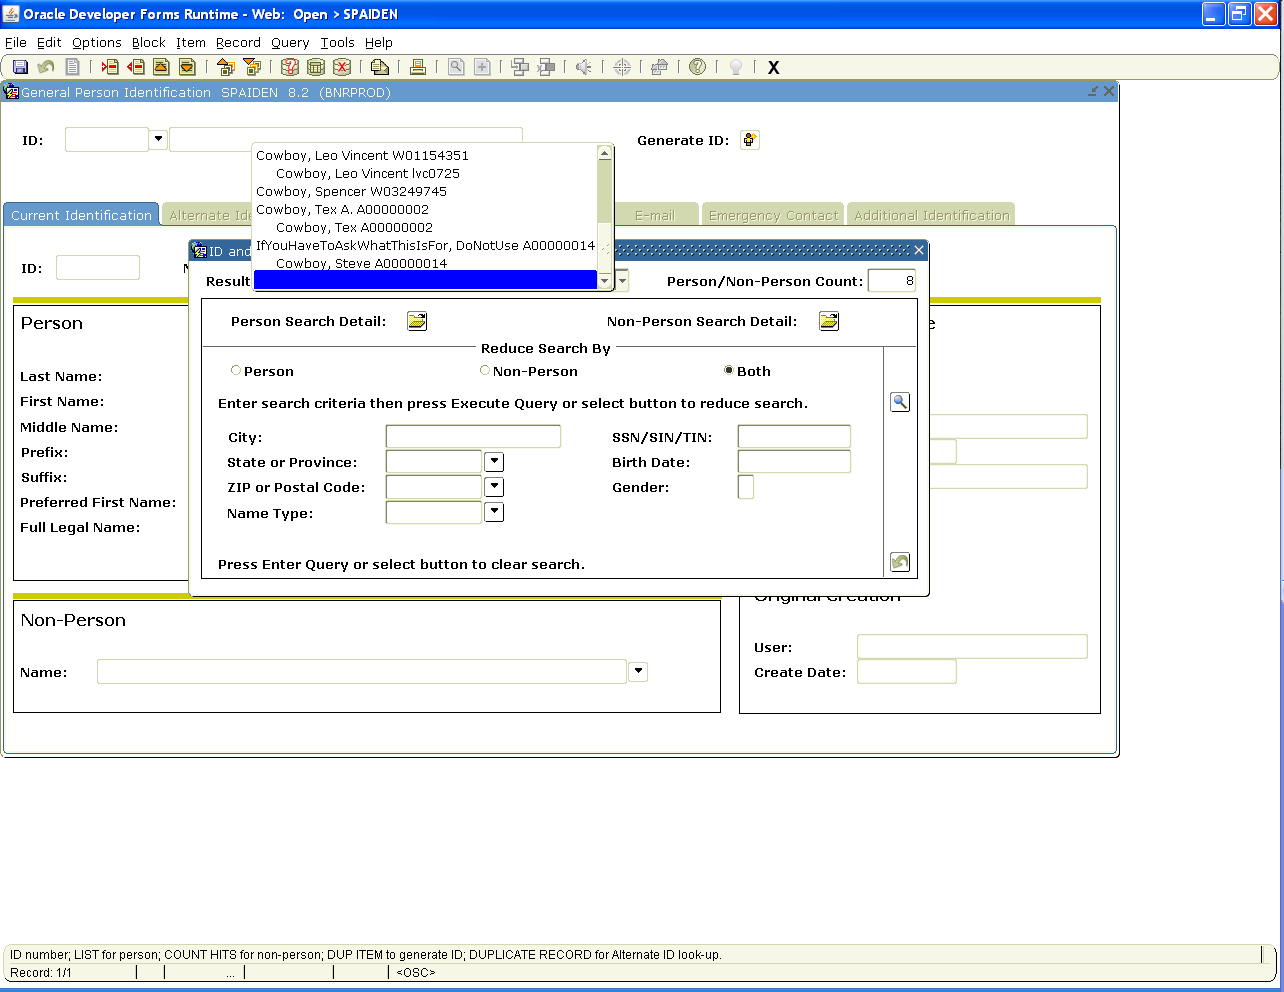 Oracle Developer Forms Runtime - Web: Open > SPAIDEN
File Edit Options Block Item Record Query Tools Help
X
General Person Identification SPAIDEN 8.2 (BNRPROD)
ID:
Generate ID:
Cowboy, Leo Vincent W01154351
Cowboy, Leo Vincent lvc0725
Cowboy, Spencer W03249745
Cowboy, Tex A. A00000002
Cowboy, Tex A00000002
IfYouHaveToAskWhatThisIsFor, DoNotUse A00000014
Cowboy, Steve A00000014
Current Identification
E-mail Emergency Contact Additional Identification
ID and
ID:
Person/Non-Person Count: 8
Person Search Detail: Non-Person Search Detail:
Reduce Search By
Person Non-Person Both
Enter search criteria then press Execute Query or select button to reduce search.
City: SSN/SIN/TIN:
State or Province: Birth Date:
ZIP or Postal Code: Gender:
Name Type:
Press Enter Query or select button to clear search.
Person
Last Name:
First Name:
Middle Name:
Prefix:
Suffix:
Preferred First Name:
Full Legal Name:
Non-Person
Name:
Original Creation
User:
Create Date:
ID number; LIST for person; COUNT HITS for non-person; DUP ITEM to generate ID; DUPLICATE RECORD for Alternate ID look-up.
Record: 1/1 ... <OSC>